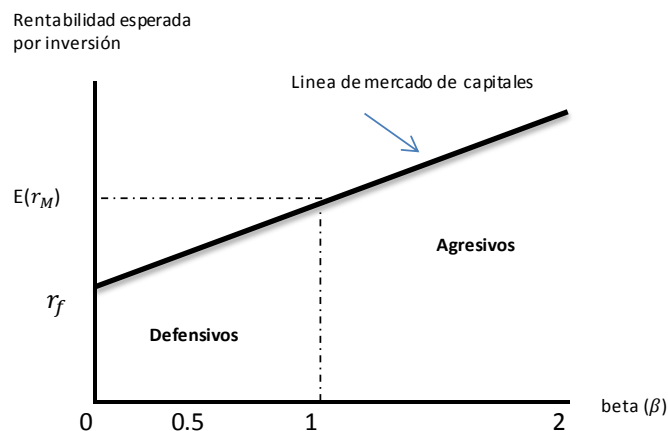 Rentabilidad esperada
por inversión
Linea de mercado de capitales
E(r_M)
Agresivos
r_f
Defensivos
beta (β)
0 0.5 1 2